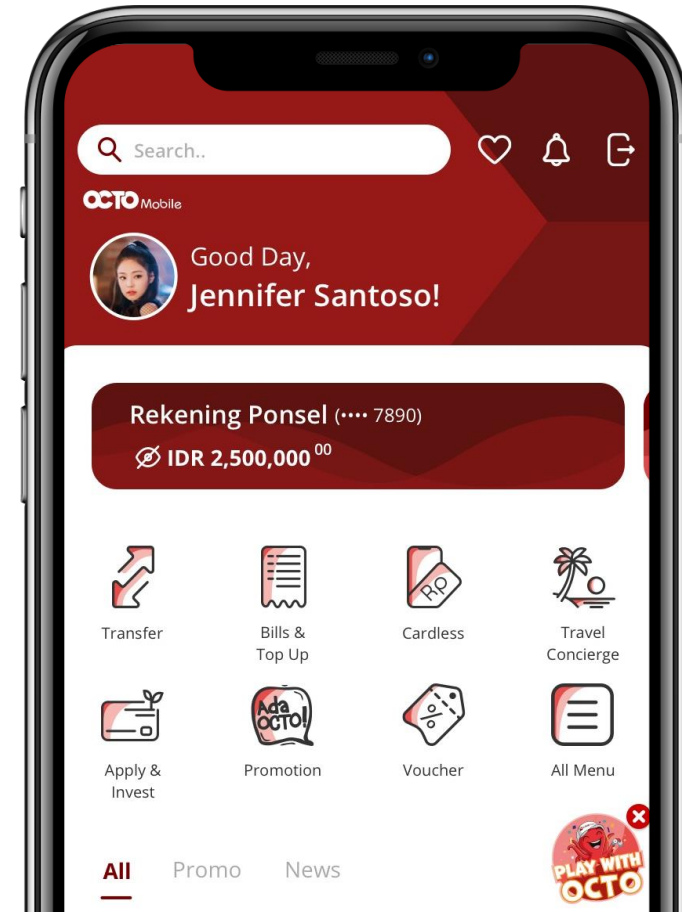 Search..
OCTO Mobile
Good Day,
Jennifer Santoso!
Rekening Ponsel (•••• 7890)
IDR 2,500,000 00
Transfer
Bills &
Top Up
Cardless
Rp
Travel
Concierge
Apply &
Invest
Ada
OCTO!
Promotion
%
Voucher
All Menu
All Promo News
PLAY WITH
OCTO